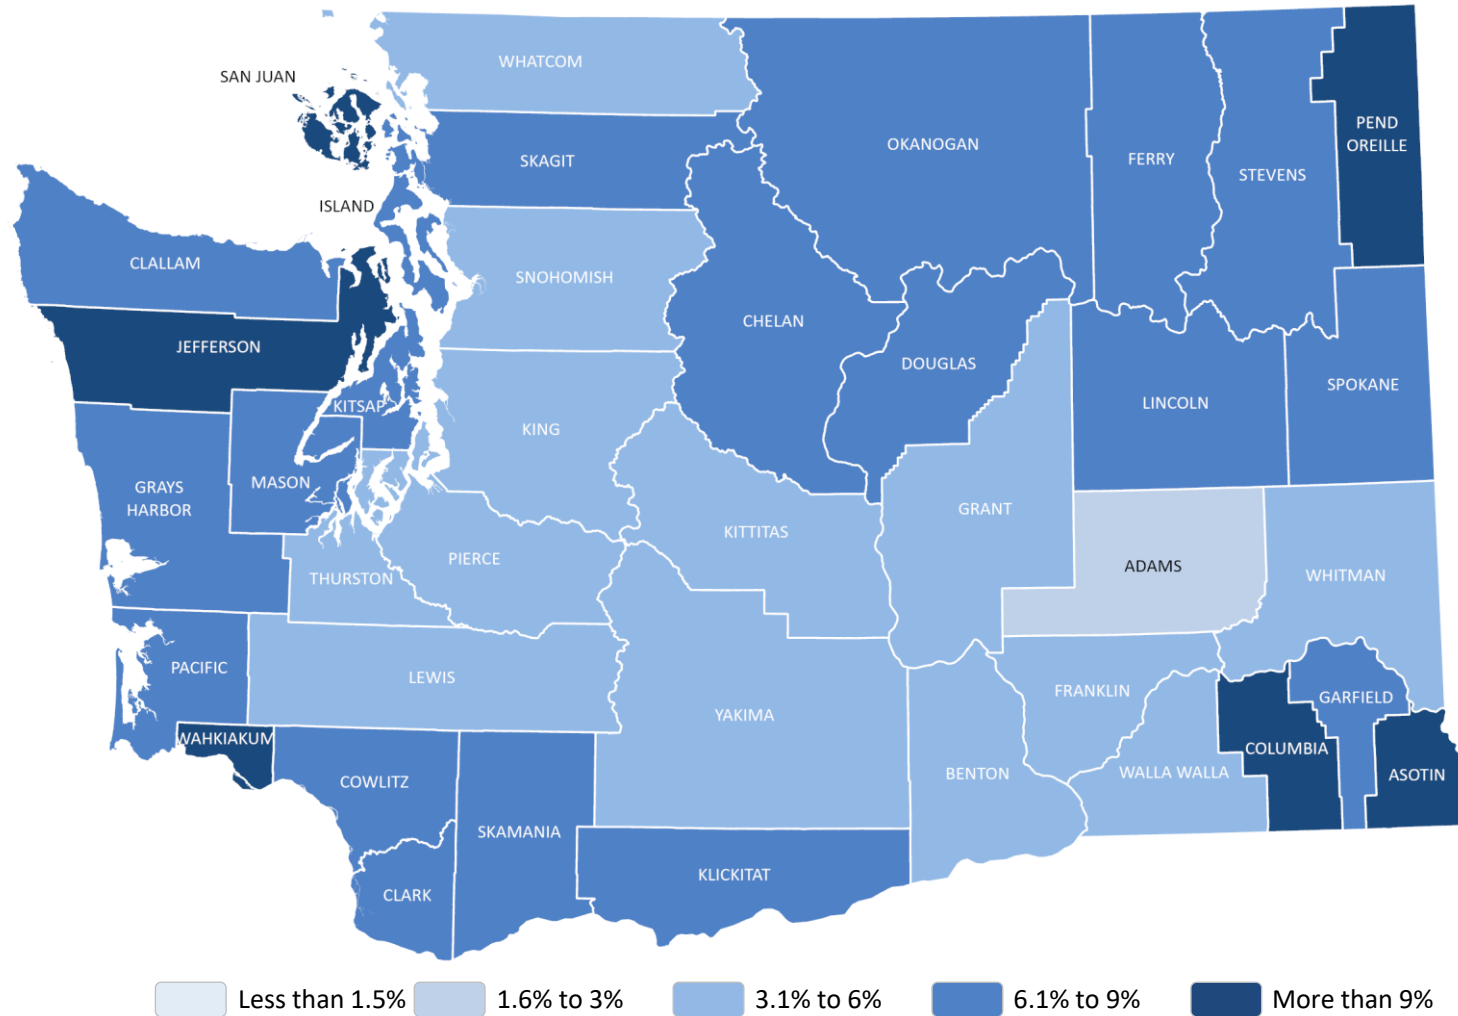 WHATCOM
SAN JUAN
PEND
OREILLE
OKANOGAN
FERRY
SKAGIT
STEVENS
ISLAND
CLALLAM
SNOHOMISH
CHELAN
JEFFERSON
DOUGLAS
SPOKANE
LINCOLN
KITSAP
KING
MASON
GRAYS
HARBOR
GRANT
KITTITAS
PIERCE
ADAMS
WHITMAN
THURSTON
PACIFIC
LEWIS
FRANKLIN
GARFIELD
YAKIMA
WAHKIAKUM
COLUMBIA
BENTON
WALLA WALLA
ASOTIN
COWLITZ
SKAMANIA
KLICKITAT
CLARK
Less than 1.5%
1.6% to 3%
3.1% to 6%
6.1% to 9%
More than 9%